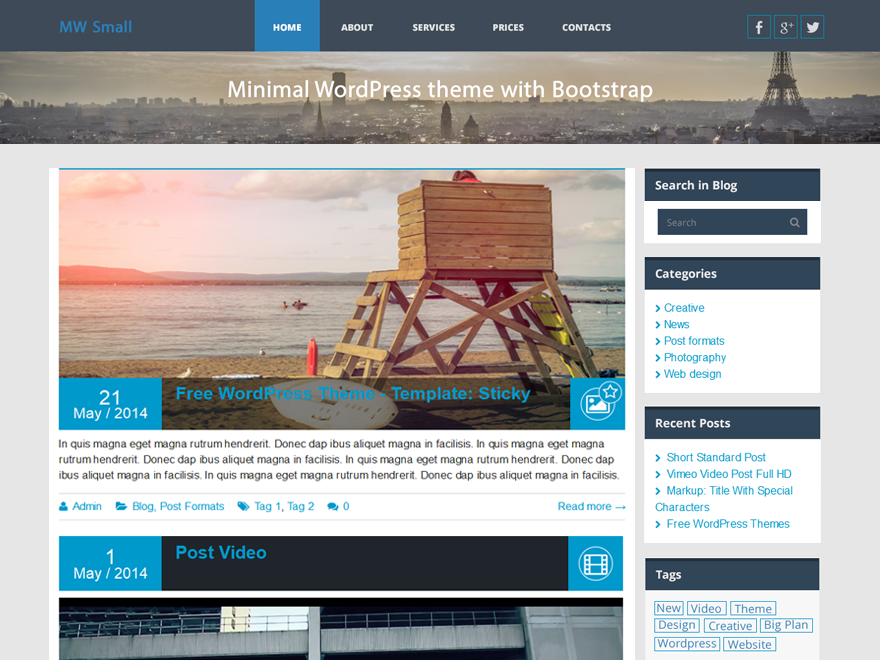 MW Small
HOME ABOUT SERVICES PRICES CONTACTS
Minimal WordPress theme with Bootstrap
21
May / 2014
Free WordPress Theme - Template: Sticky
In quis magna eget magna rutrum hendrerit. Donec dap ibus aliquet magna in facilisis. In quis magna eget magna
rutrum hendrerit. Donec dap ibus aliquet magna in facilisis. In quis magna eget magna rutrum hendrerit. Donec dap
ibus aliquet magna in facilisis. In quis magna eget magna rutrum hendrerit. Donec dap ibus aliquet magna in facilisis.
Admin Blog, Post Formats Tag 1, Tag 2 0 Read more →
1
May / 2014
Post Video
Search in Blog
Search
Categories
Creative
News
Post formats
Photography
Web design
Recent Posts
Short Standard Post
Vimeo Video Post Full HD
Markup: Title With Special
Characters
Free WordPress Themes
Tags
New Video Theme
Design Creative Big Plan
Wordpress Website